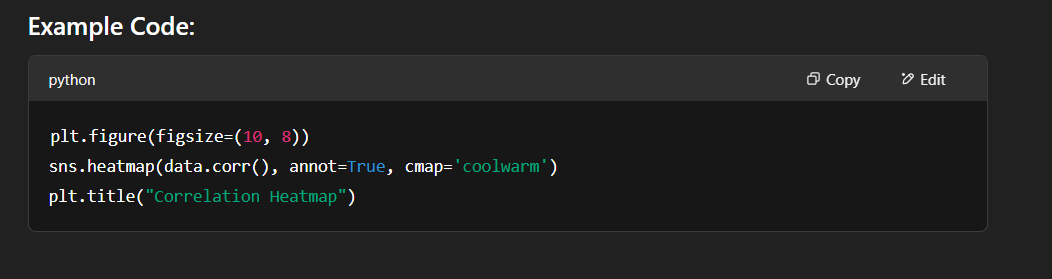 Example Code:
python Copy Edit
plt.figure(figsize=(10, 8))
sns.heatmap(data.corr(), annot=True, cmap='coolwarm')
plt.title("Correlation Heatmap")